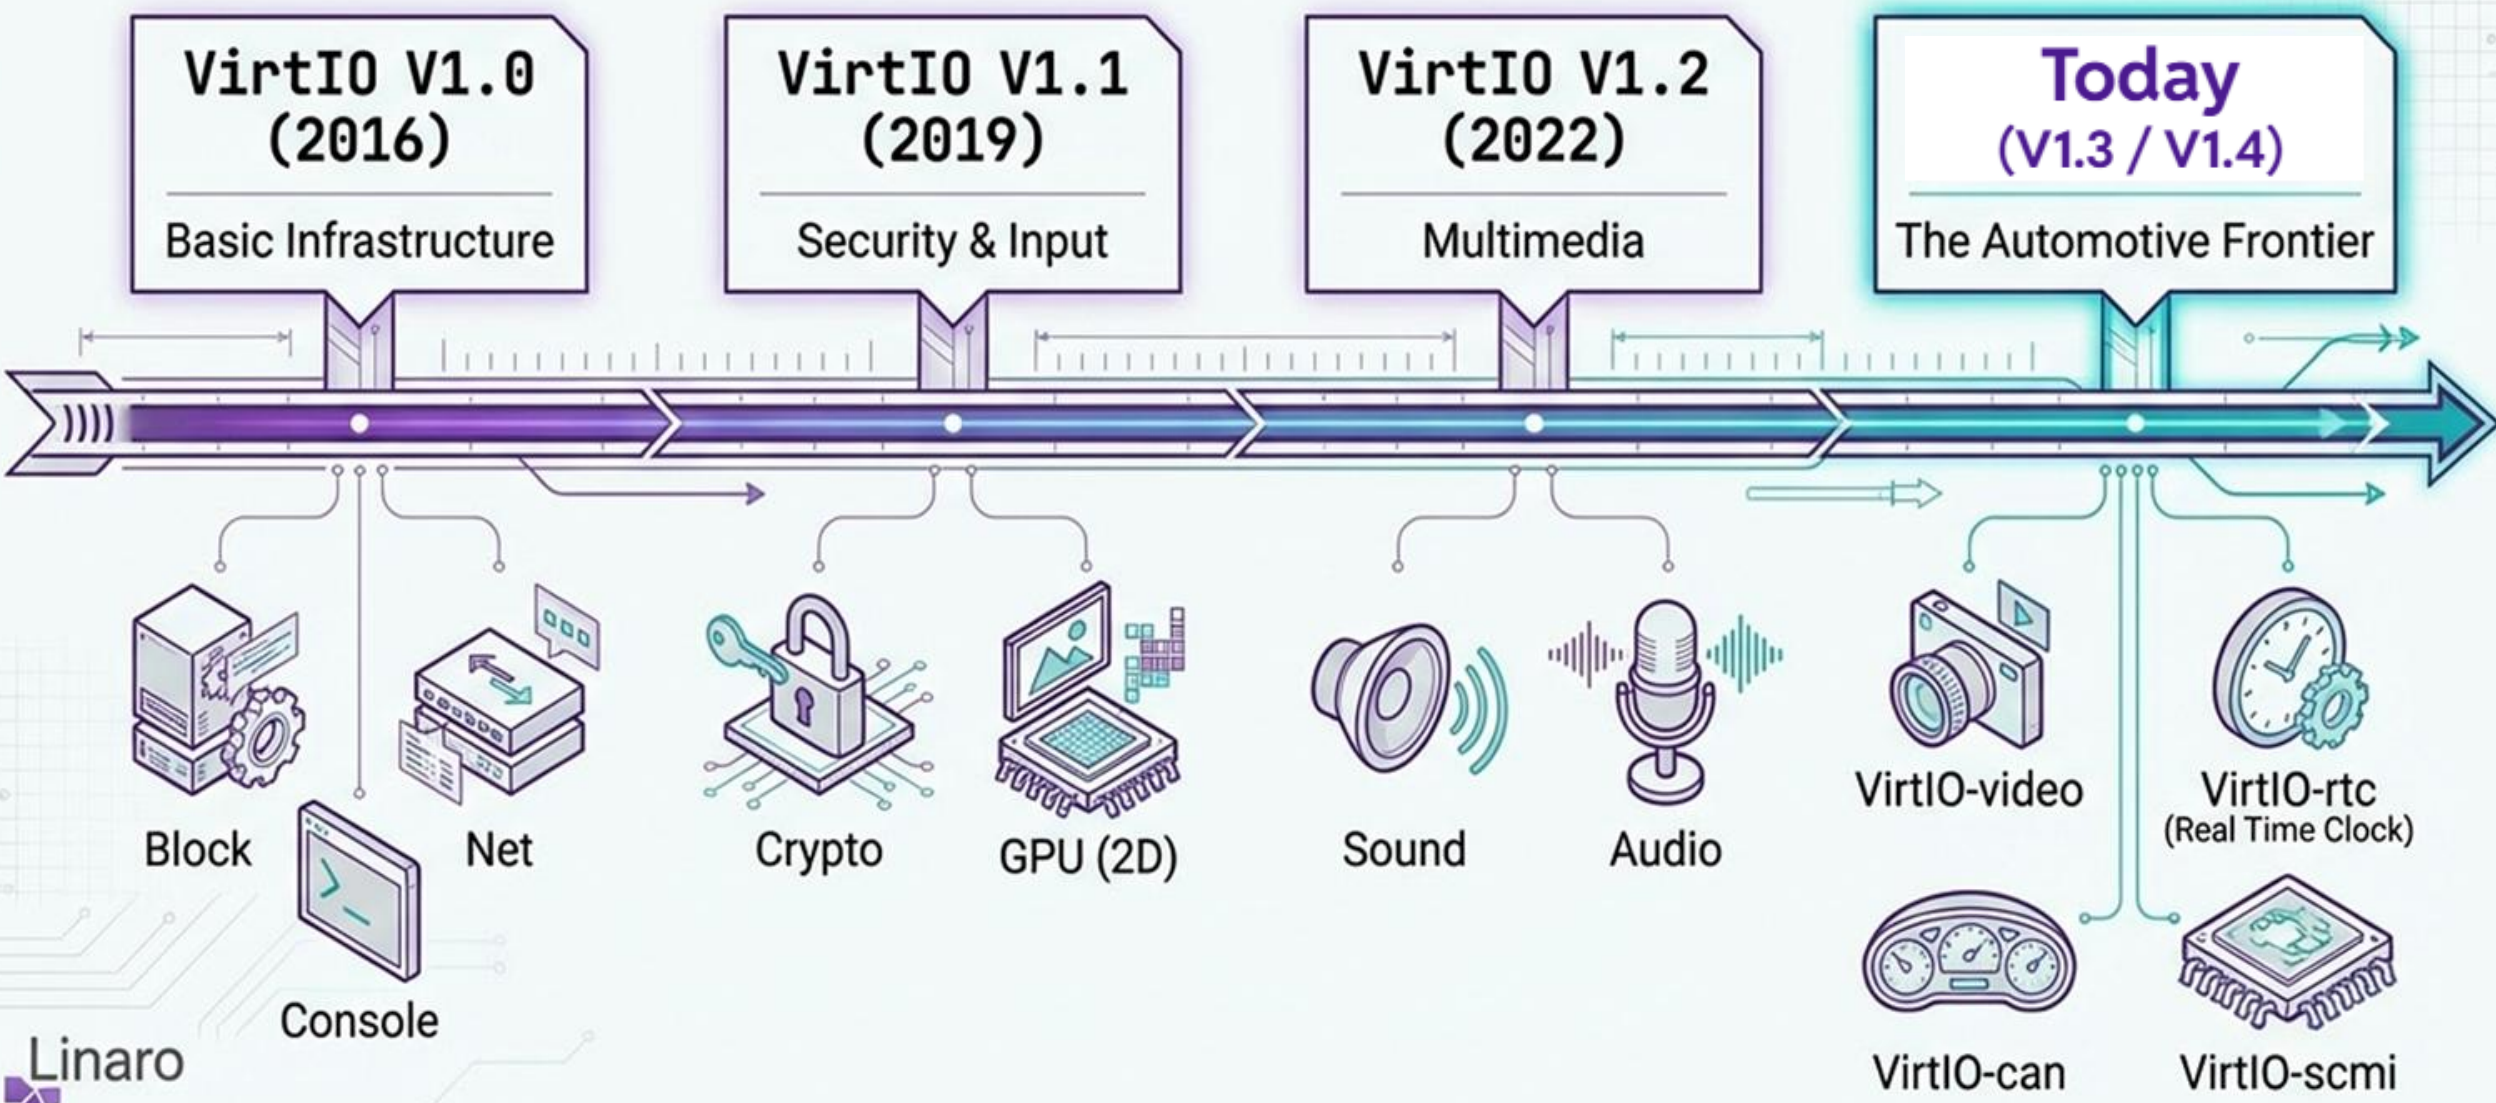 VirtIO V1.0
(2016)
Basic Infrastructure
VirtIO V1.1
(2019)
Security & Input
VirtIO V1.2
(2022)
Multimedia
Today
(V1.3 / V1.4)
The Automotive Frontier
Block
Console
Net
Crypto
GPU (2D)
Sound
Audio
VirtIO-video
VirtIO-rtc
(Real Time Clock)
VirtIO-can
VirtIO-scmi
Linaro